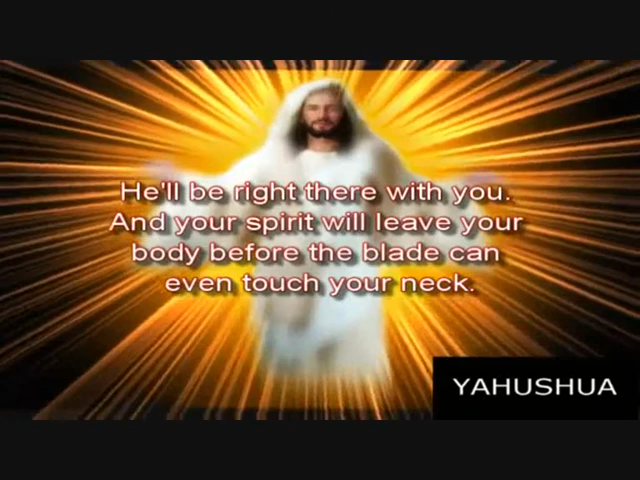 He'll be right there with you.
And your spirit will leave your
body before the blade can
even touch your neck.
YAHUSHUA